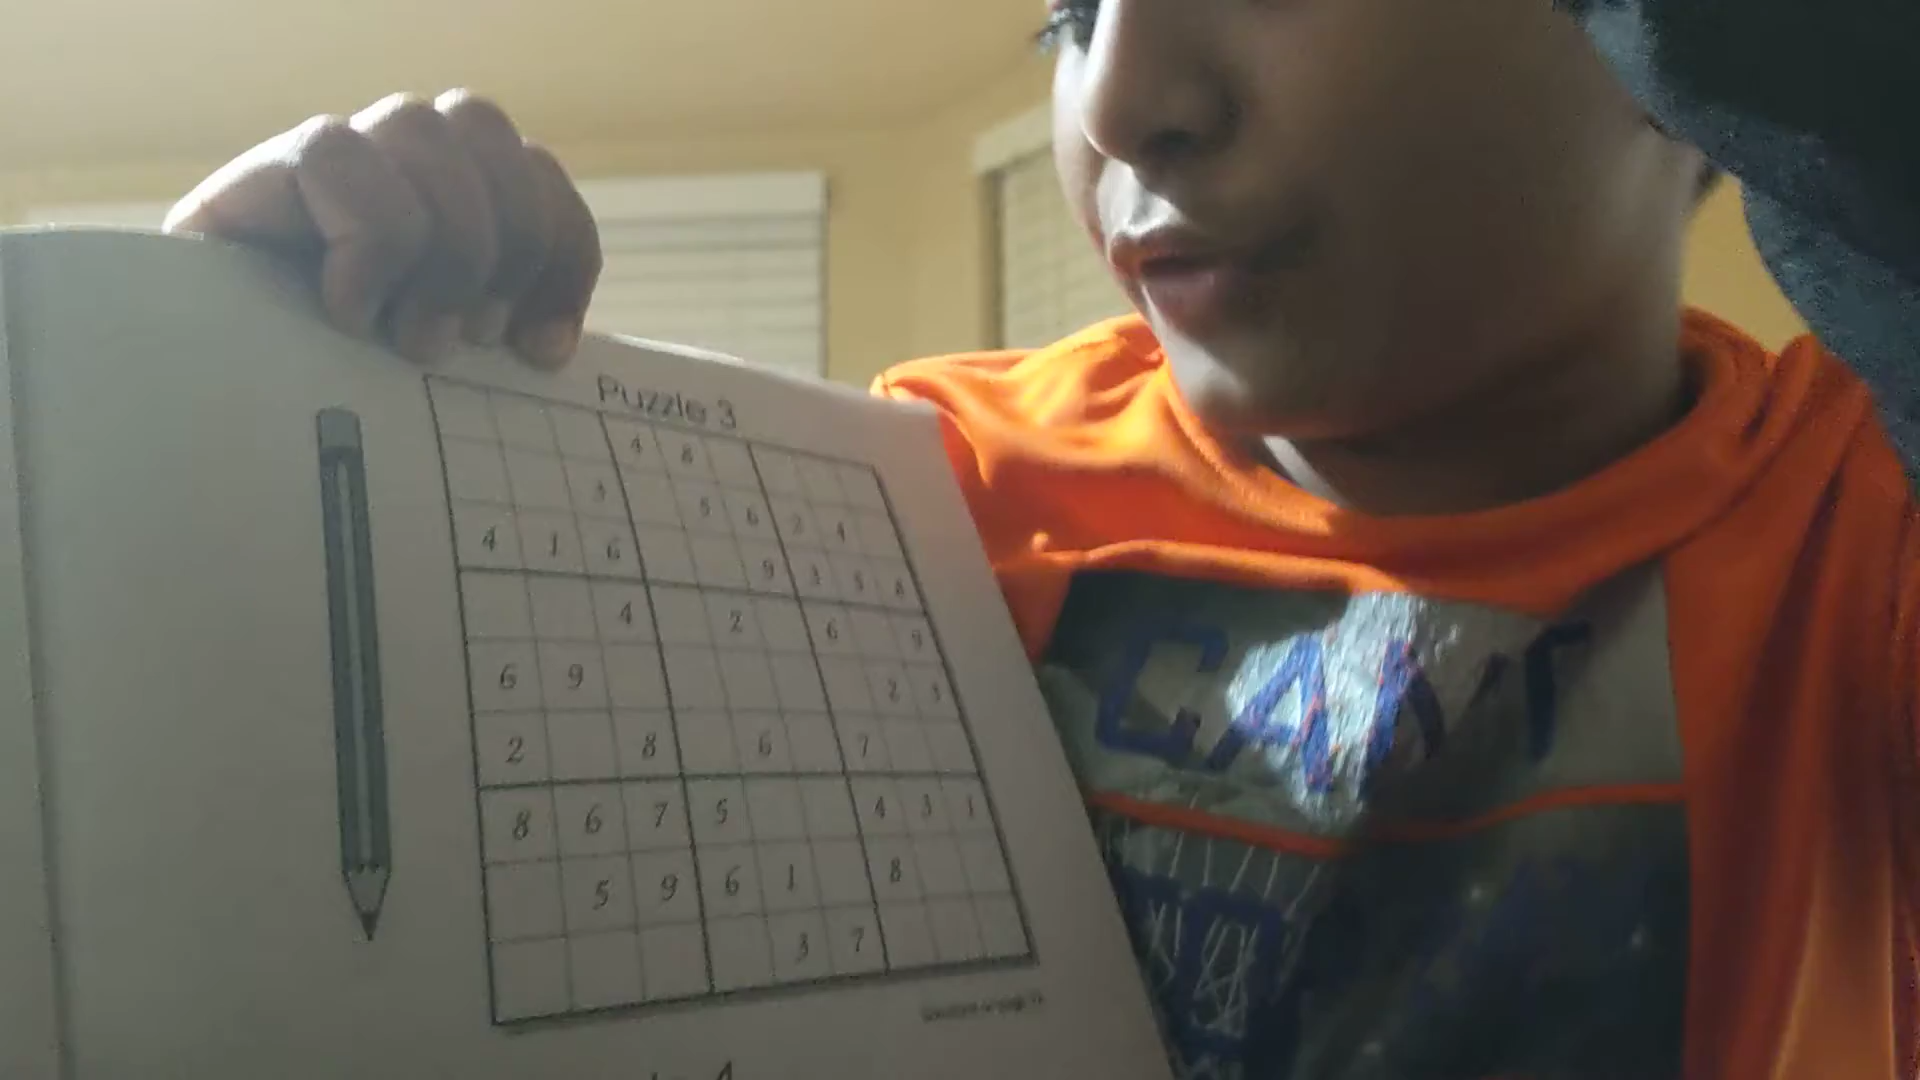 Puzzle 3
4 8
3 5 6 2 4
4 1 6 9 3 5 8
4 2 6 9
6 9 2 3
2 8 6 7
8 6 7 5 4 3 1
5 9 6 1 8
3 7